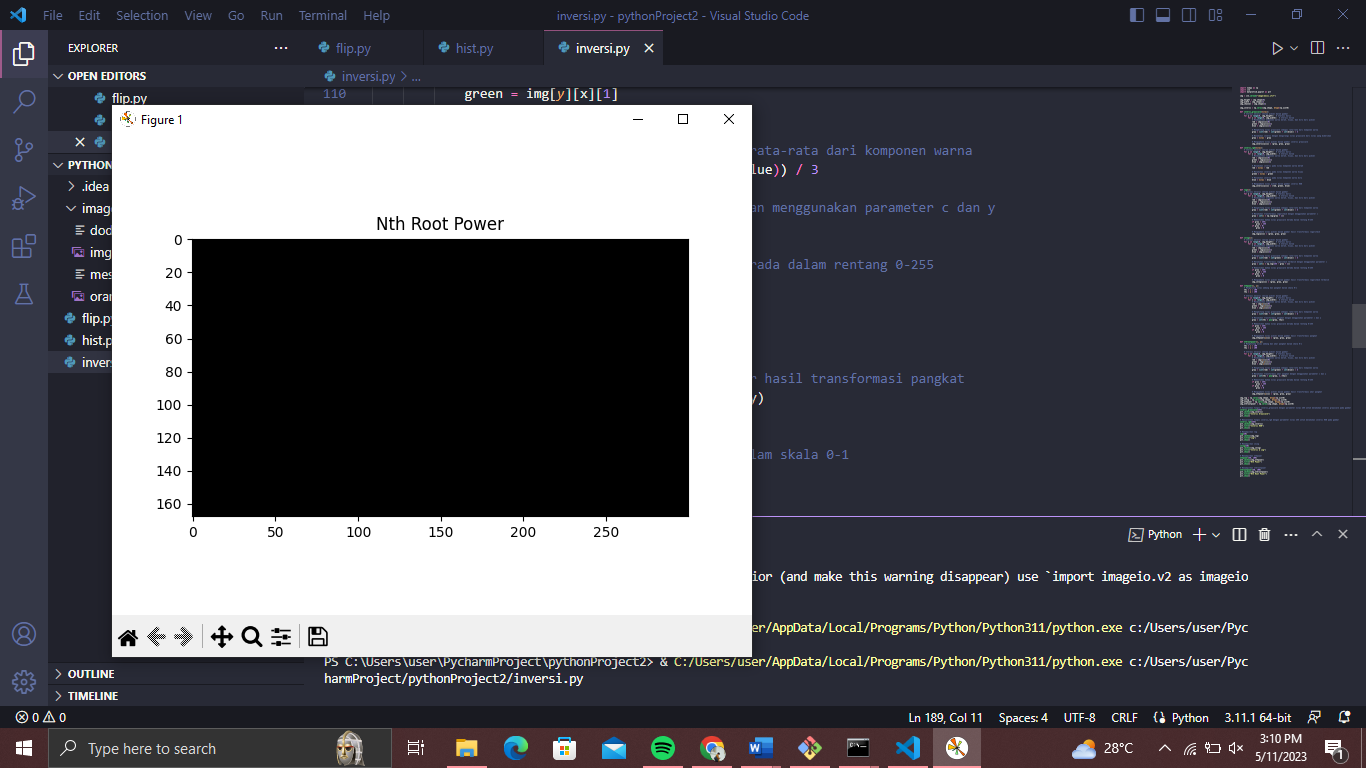 File Edit Selection View Go Run Terminal Help
inversi.py - pythonProject2 - Visual Studio Code
EXPLORER
flip.py
hist.py
inversi.py
OPEN EDITORS
inversi.py > ...
flip.py
110 green = img[y][x][1]
Figure 1
PYTHON
.idea
imag
dod
img
mes
oran
flip.p
hist.p
invers
rata-rata dari komponen warna
lue)) / 3
an menggunakan parameter c dan y
rada dalam rentang 0-255
r hasil transformasi pangkat
y)
lam skala 0-1
Nth Root Power
0
20
40
60
80
100
120
140
160
0 50 100 150 200 250
Python
ior (and make this warning disappear) use `import imageio.v2 as imageio
er/AppData/Local/Programs/Python/Python311/python.exe c:/Users/user/Pyc
PS C:\Users\user\PycharmProject\pythonProject2> & C:/Users/user/AppData/Local/Programs/Python/Python311/python.exe c:/Users/user/Pyc
harmProject/pythonProject2/inversi.py
OUTLINE
TIMELINE
0 0
Ln 189, Col 11 Spaces: 4 UTF-8 CRLF Python 3.11.1 64-bit
Type here to search
28°C
3:10 PM
5/11/2023
1